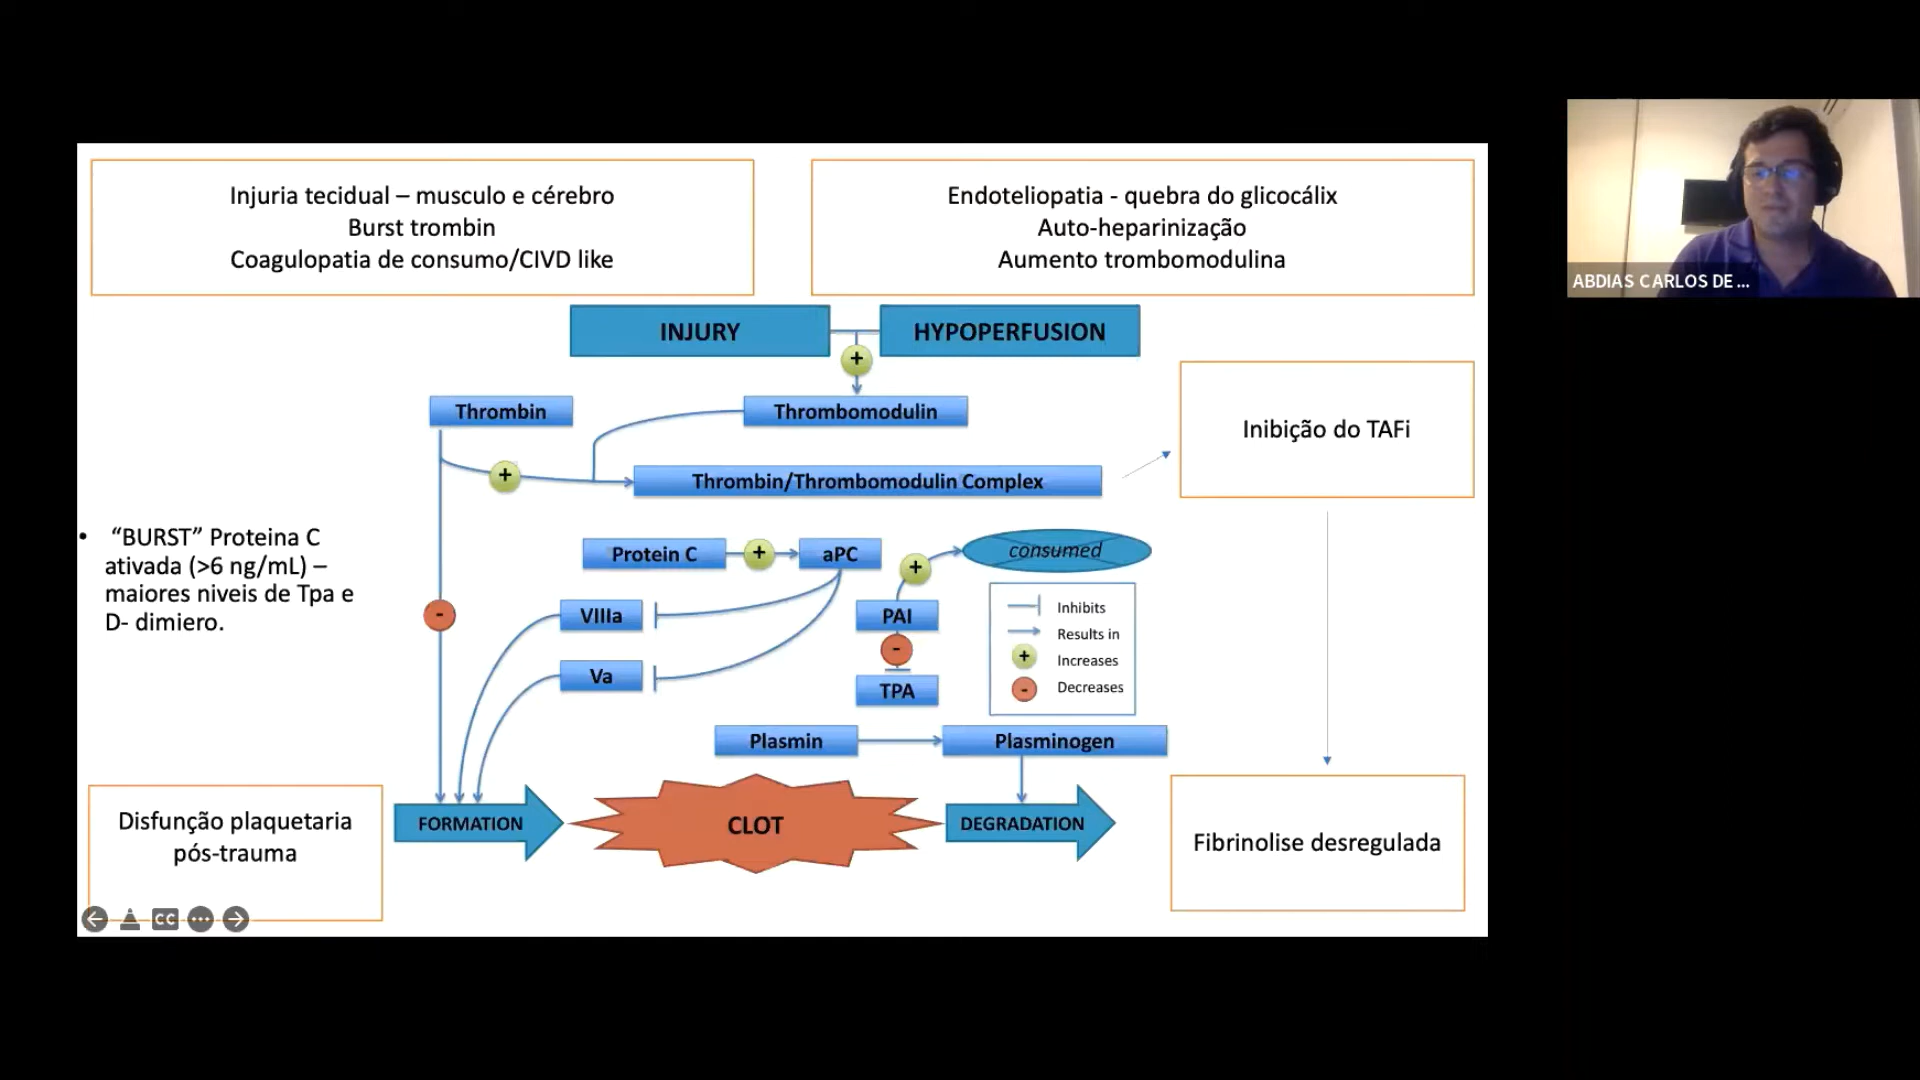 Injuria tecidual – musculo e cérebro
Burst trombin
Coagulopatia de consumo/CIVD like
Endoteliopatia - quebra do glicocálix
Auto-heparinização
Aumento trombomodulina
ABDIAS CARLOS DE ...
INJURY
HYPOPERFUSION
+
Thrombin
Thrombomodulin
Inibição do TAFi
+
Thrombin/Thrombomodulin Complex
• “BURST” Proteina C
ativada (>6 ng/mL) –
maiores niveis de Tpa e
D- dimiero.
Protein C
+
aPC
+
consumed
-
VIIIa
PAI
-
Va
TPA
Inhibits
Results in
+ Increases
- Decreases
Plasmin
Plasminogen
Disfunção plaquetaria
pós-trauma
FORMATION
CLOT
DEGRADATION
Fibrinolise desregulada
CC